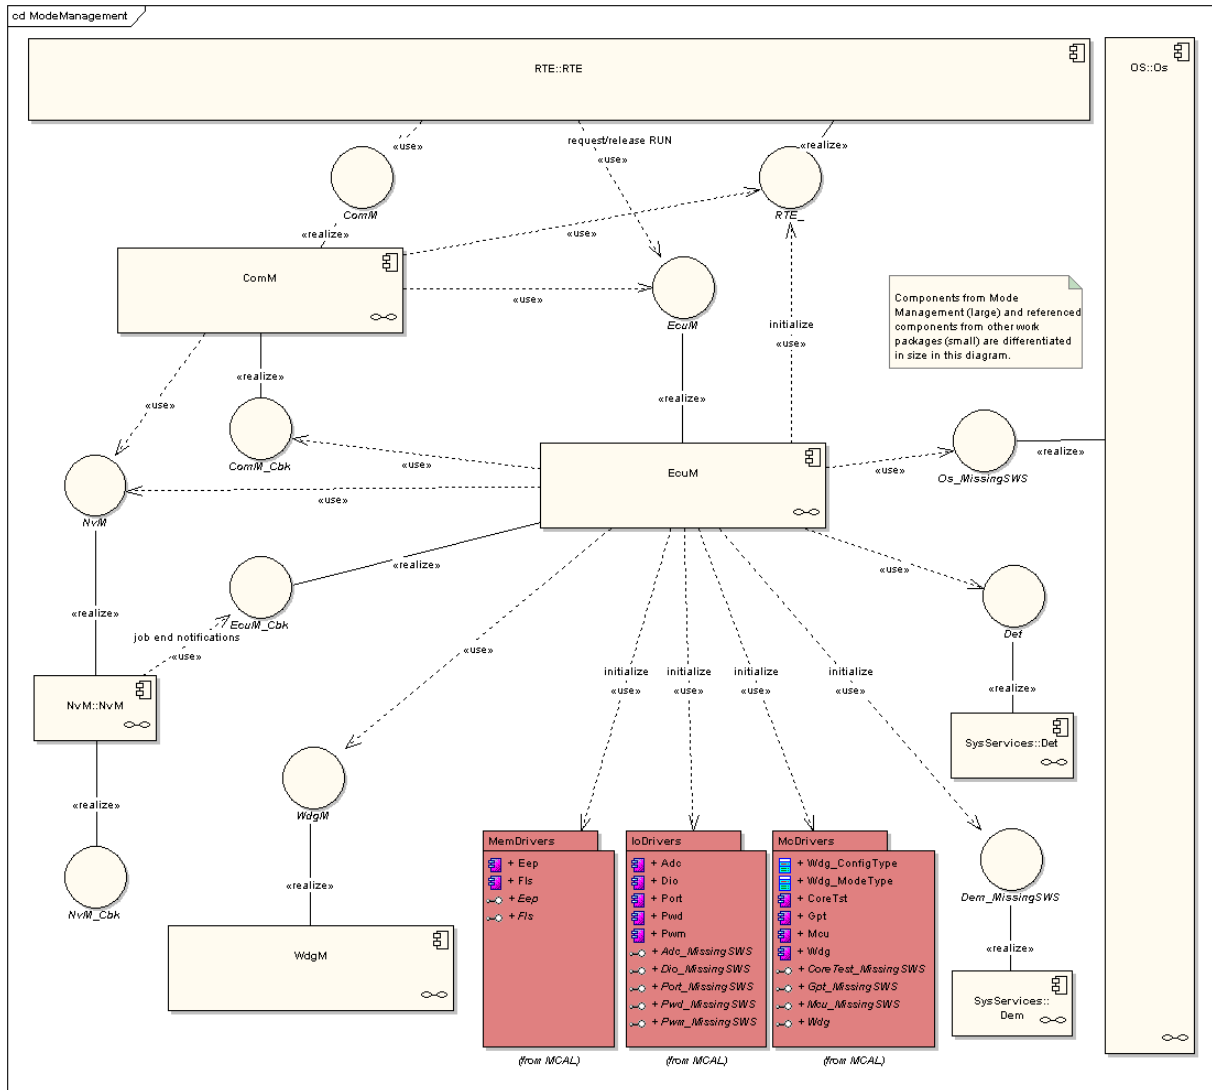 cd ModeManagement
RTE::RTE
OS::Os
«use»
request/release RUN
«use»
«realize»
ComM
RTE_
«realize»
«use»
ComM
«use»
EcuM
initialize
«use»
Components from Mode
Management (large) and referenced
components from other work
packages (small) are differentiated
in size in this diagram.
«realize»
«use»
«realize»
ComM_Cbk
«use»
EcuM
«use»
Os_MissingSWS
«realize»
NvM
«use»
«realize»
EcuM_Cbk
«use»
Det
«realize»
job end notifications
«use»
«use»
initialize
«use»
initialize
«use»
initialize
«use»
initialize
«use»
«realize»
NvM::NvM
SysServices::Det
«realize»
NvM_Cbk
WdgM
«realize»
WdgM
MemDrivers
+ Eep
+ Fls
+ Eep
+ Fls
(from MCAL)
IoDrivers
+ Adc
+ Dio
+ Port
+ Pwd
+ Pwm
+ Adc_MissingSWS
+ Dio_MissingSWS
+ Port_MissingSWS
+ Pwd_MissingSWS
+ Pwm_MissingSWS
(from MCAL)
McDrivers
+ Wdg_ConfigType
+ Wdg_ModeType
+ CoreTst
+ Gpt
+ Mcu
+ Wdg
+ CoreTest_MissingSWS
+ Gpt_MissingSWS
+ Mcu_MissingSWS
+ Wdg
(from MCAL)
Dem_MissingSWS
«realize»
SysServices::
Dem